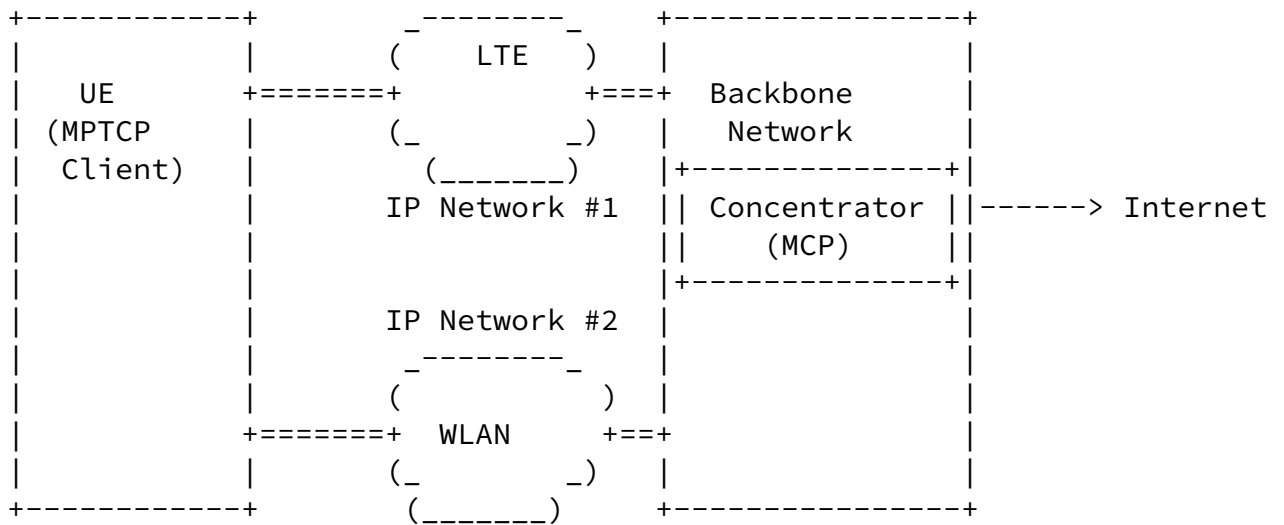 LTE
UE Backbone
(MPTCP Network
Client)
IP Network #1 Concentrator ------> Internet
(MCP)
IP Network #2
WLAN